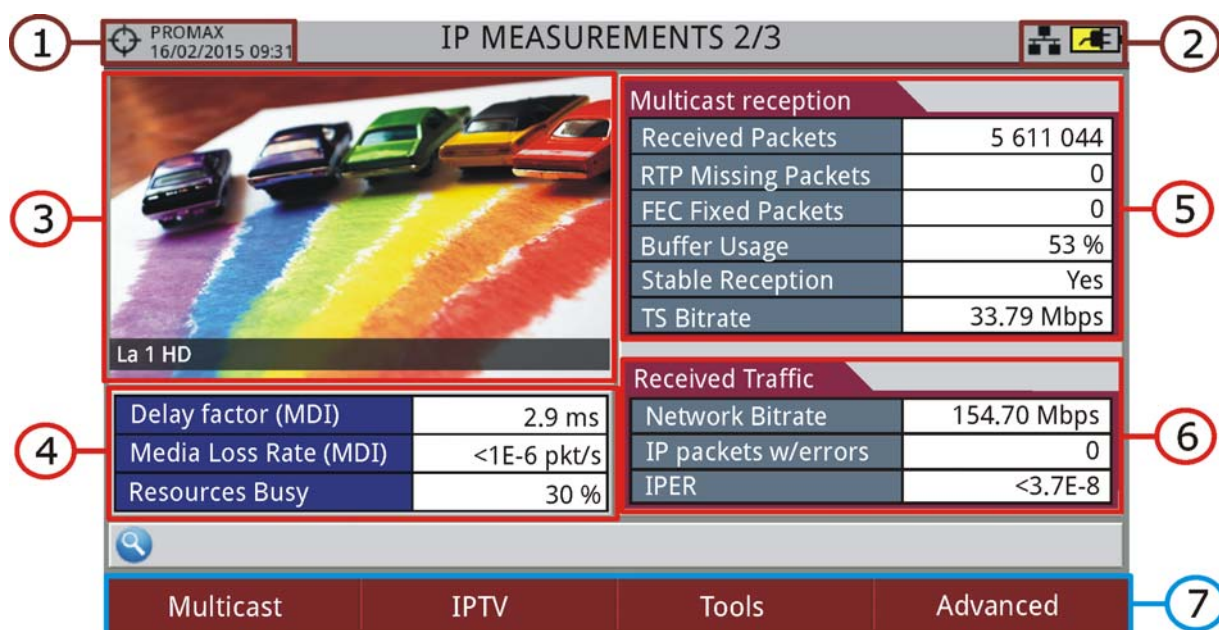 1
PROMAX
16/02/2015 09:31
IP MEASUREMENTS 2/3
2
3
La 1 HD
Multicast reception
Received Packets 5 611 044
RTP Missing Packets 0
FEC Fixed Packets 0
Buffer Usage 53 %
Stable Reception Yes
TS Bitrate 33.79 Mbps
5
4
Delay factor (MDI) 2.9 ms
Media Loss Rate (MDI) <1E-6 pkt/s
Resources Busy 30 %
Received Traffic
Network Bitrate 154.70 Mbps
IP packets w/errors 0
IPER <3.7E-8
6
Multicast IPTV Tools Advanced
7